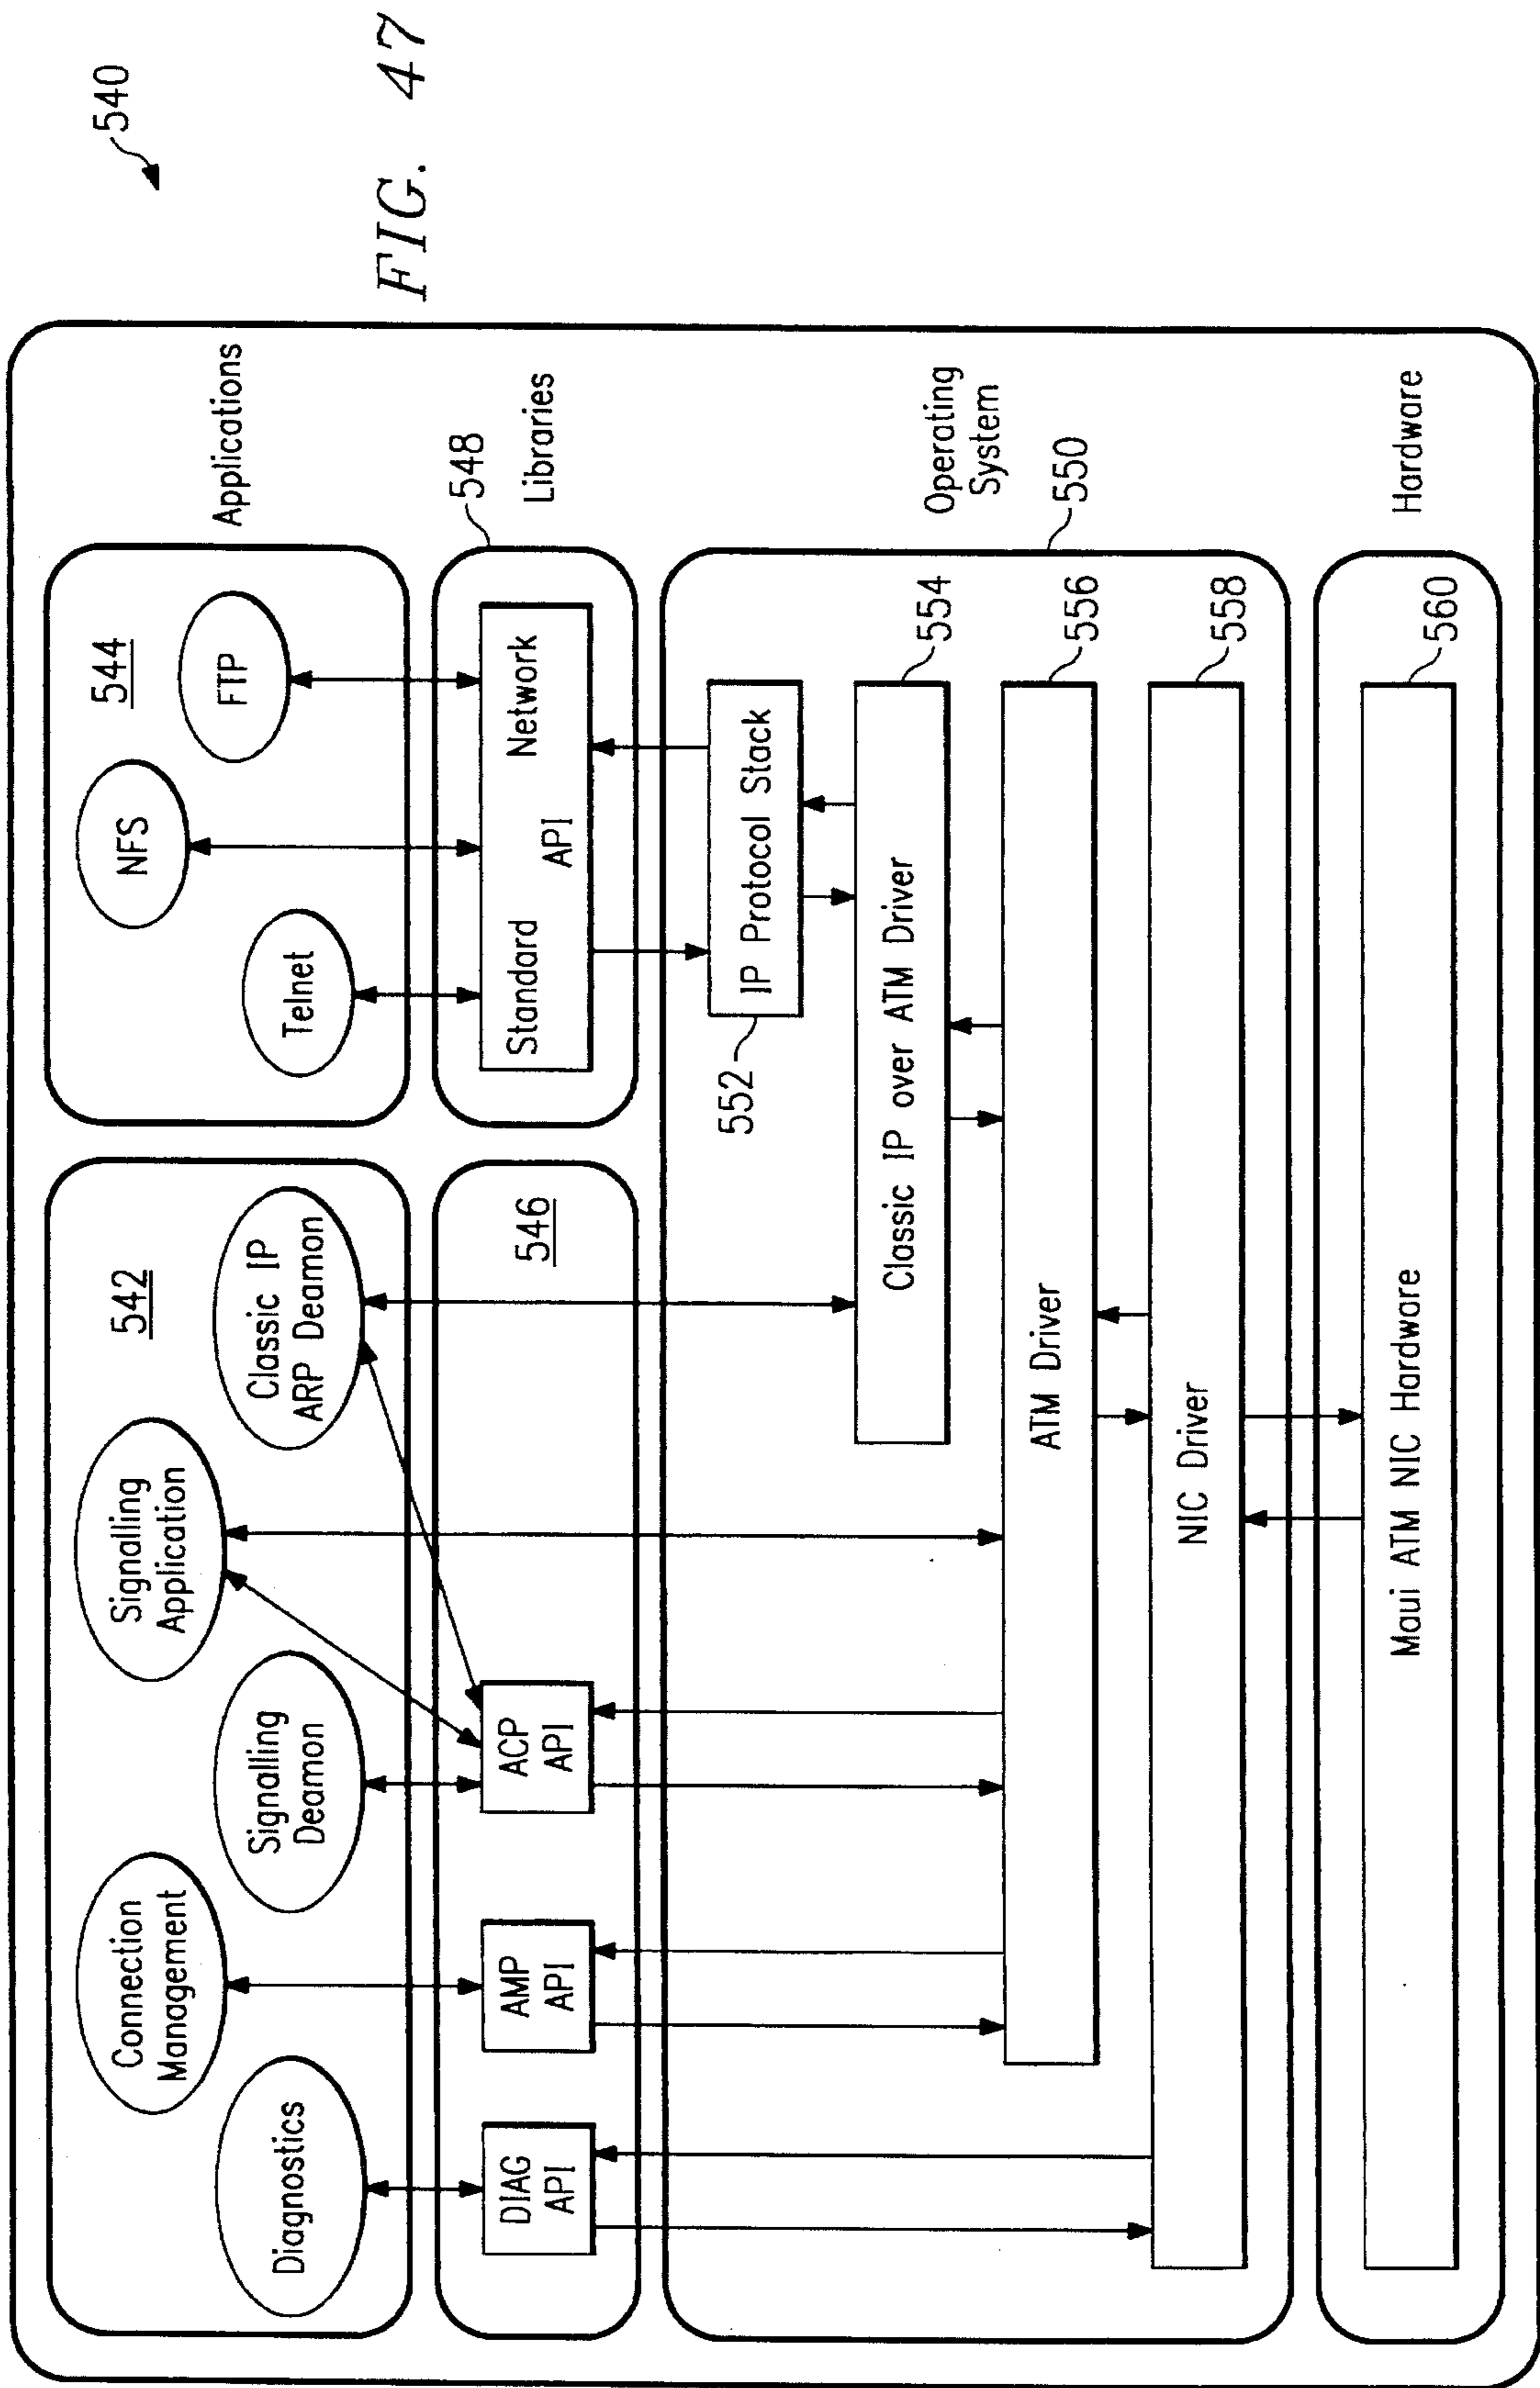 540
FIG. 47
Applications
542
Diagnostics
Connection
Management
Signalling
Deamon
Signalling
Application
Classic IP
ARP Deamon
544
Telnet
NFS
FTP
Libraries
546
DIAG
API
AMP
API
ACP
API
548
Standard Network
API
Operating
System
550
552
IP Protocol Stack
Classic IP over ATM Driver
554
ATM Driver
556
NIC Driver
558
Hardware
Maui ATM NIC Hardware
560